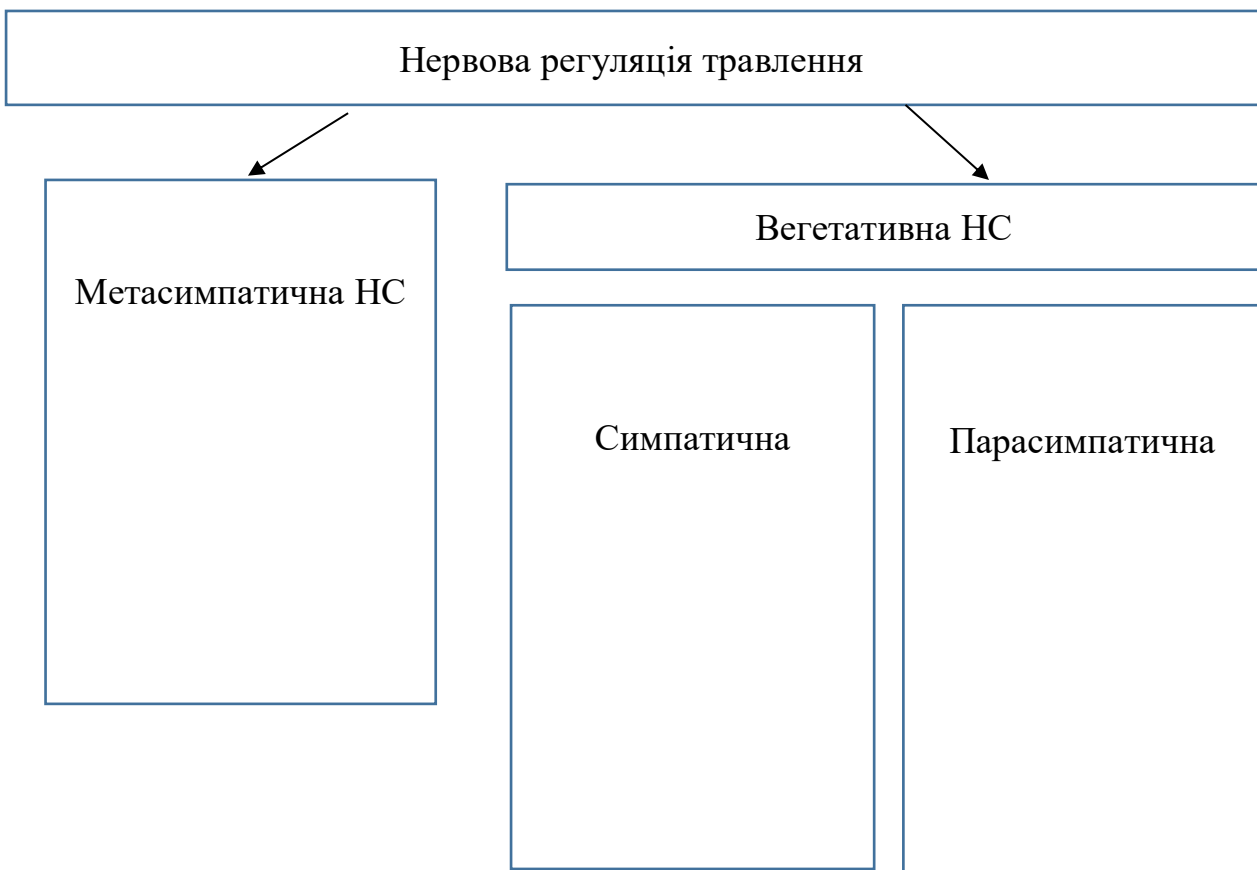 Нервова регуляція травлення
Метасимпатична НС
Вегетативна НС
Симпатична
Парасимпатична